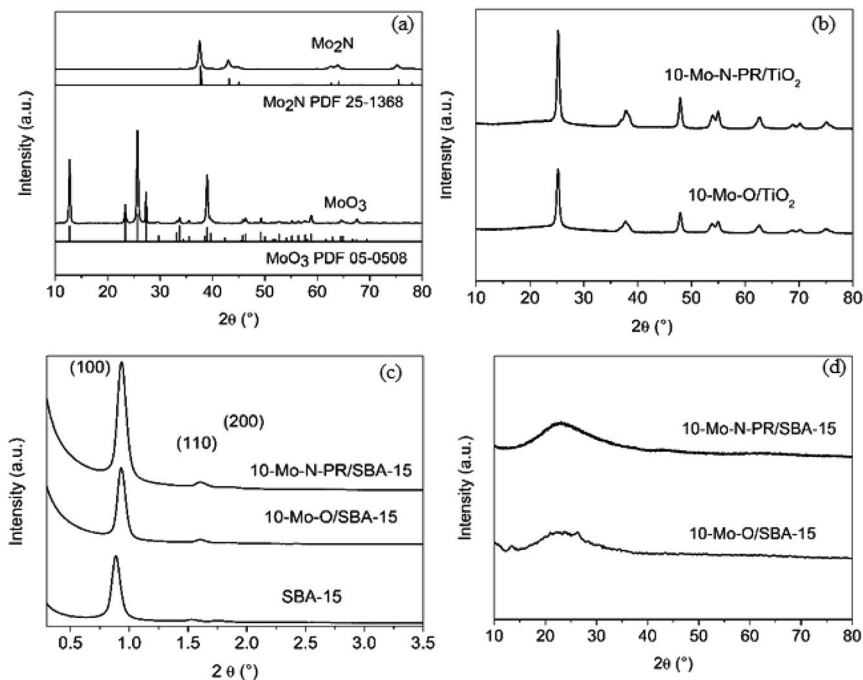 (a)
Mo₂N
Mo₂N PDF 25-1368
MoO₃
MoO₃ PDF 05-0508
Intensity (a.u.)
10 20 30 40 50 60 70 80
2θ (°)
(b)
10-Mo-N-PR/TiO₂
10-Mo-O/TiO₂
Intensity (a.u.)
10 20 30 40 50 60 70 80
2θ (°)
(c)
(100)
(110)
(200)
10-Mo-N-PR/SBA-15
10-Mo-O/SBA-15
SBA-15
Intensity (a.u.)
0.5 1.0 1.5 2.0 2.5 3.0 3.5
2 θ (°)
(d)
10-Mo-N-PR/SBA-15
10-Mo-O/SBA-15
Intensity (a.u.)
10 20 30 40 50 60 70 80
2θ (°)